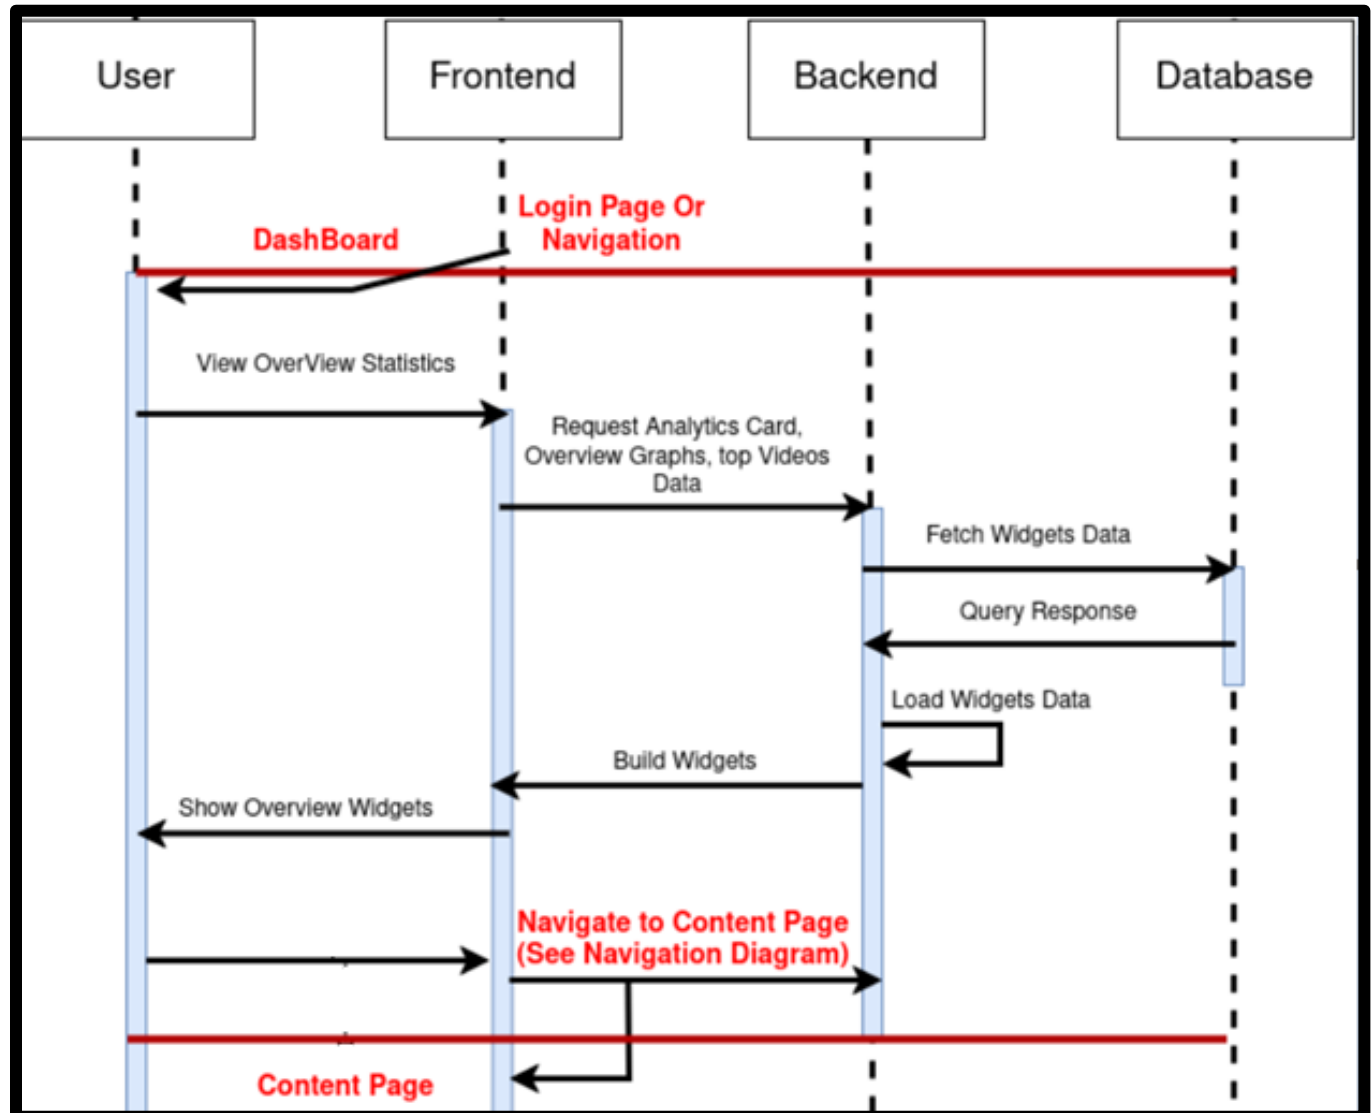 User
Frontend
Backend
Database
Login Page Or
Navigation
DashBoard
View OverView Statistics
Request Analytics Card,
Overview Graphs, top Videos
Data
Fetch Widgets Data
Query Response
Load Widgets Data
Build Widgets
Show Overview Widgets
Navigate to Content Page
(See Navigation Diagram)
Content Page